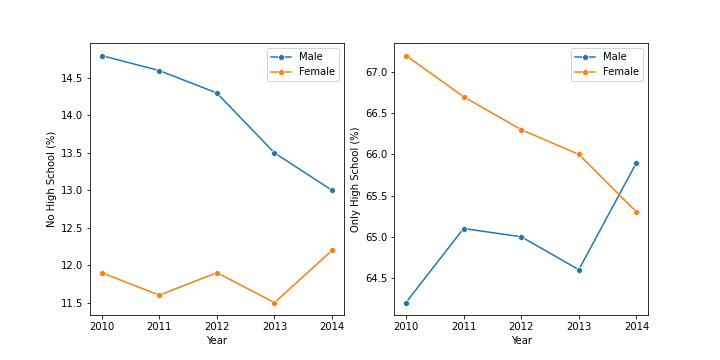 No High School (%)
14.5
14.0
13.5
13.0
12.5
12.0
11.5
2010 2011 2012 2013 2014
Year
Male
Female
Only High School (%)
67.0
66.5
66.0
65.5
65.0
64.5
2010 2011 2012 2013 2014
Year
Male
Female